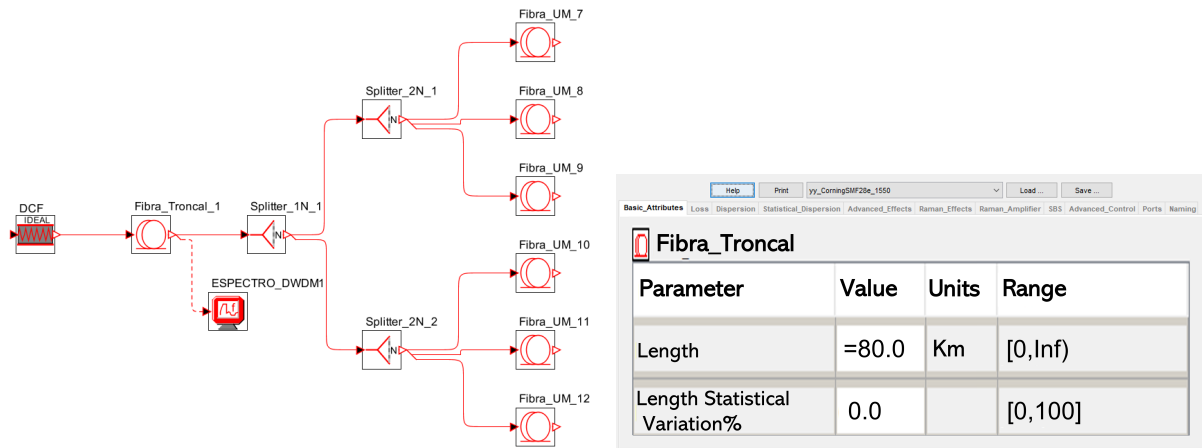 Fibra_UM_7
Splitter_2N_1
Fibra_UM_8
N
Fibra_UM_9
DCF
IDEAL
Fibra_Troncal_1
Splitter_1N_1
N
Fibra_UM_10
ESPECTRO_DWDM1
f
Splitter_2N_2
Fibra_UM_11
N
Fibra_UM_12
Help Print yy_CorningSMF28e_1550 Load ... Save ...
Basic_Attributes Loss Dispersion Statistical_Dispersion Advanced_Effects Raman_Effects Raman_Amplifier SBS Advanced_Control Ports Naming
Fibra_Troncal
Parameter Value Units Range
Length =80.0 Km [0,Inf)
Length Statistical
Variation% 0.0 [0,100]